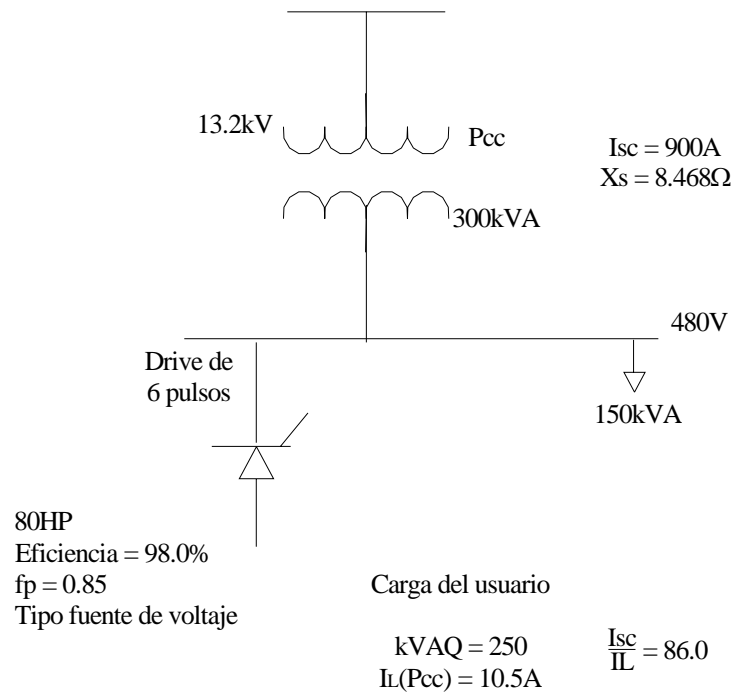 13.2kV
Pcc
Isc = 900A
Xs = 8.468Ω
300kVA
480V
Drive de
6 pulsos
150kVA
80HP
Eficiencia = 98.0%
fp = 0.85
Tipo fuente de voltaje
Carga del usuario
kVAQ = 250
IL(Pcc) = 10.5A
Isc
IL = 86.0